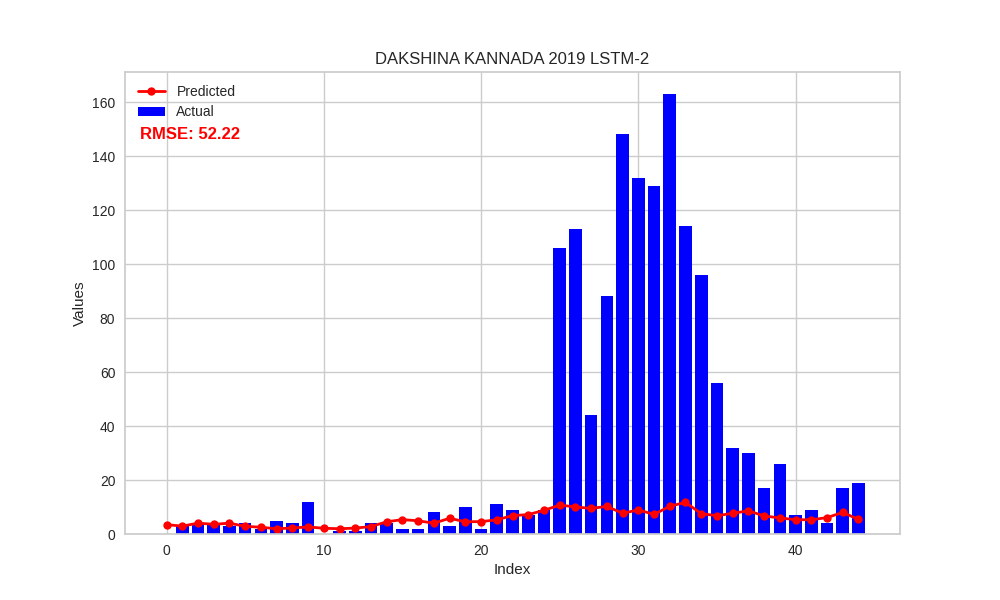 DAKSHINA KANNADA 2019 LSTM-2
Predicted
Actual
RMSE: 52.22
160
140
120
100
80
60
40
20
0
Values
0 10 20 30 40
Index